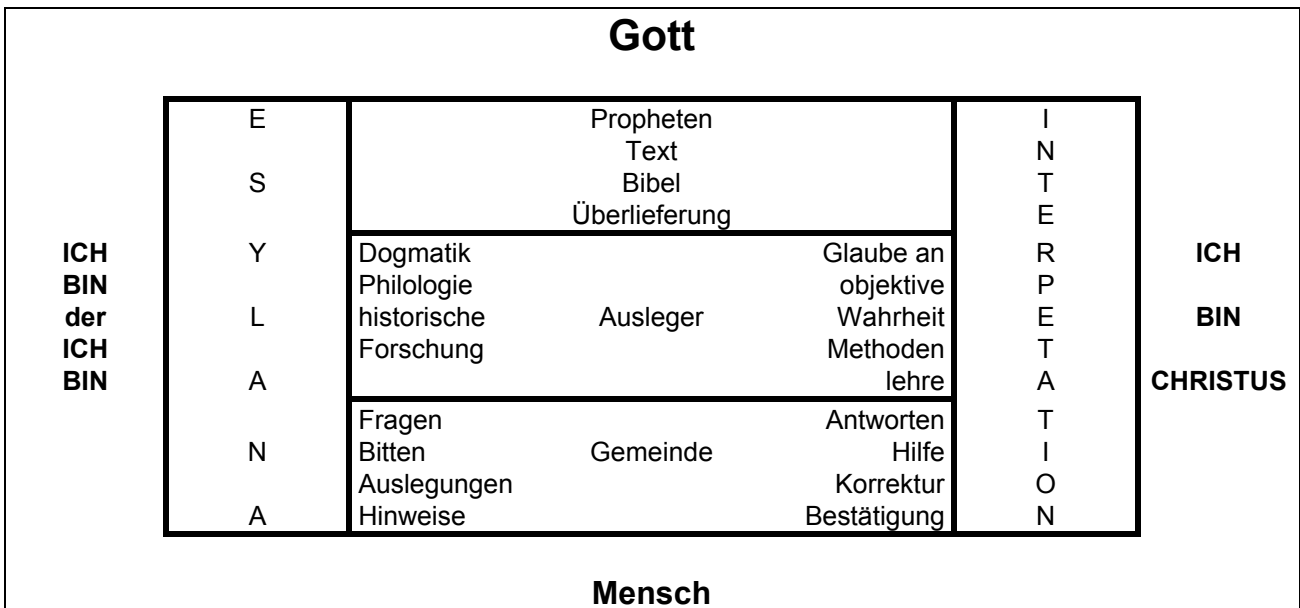 Gott
E Propheten I
Text N
S Bibel T
Überlieferung E
ICH Y Dogmatik Glaube an R ICH
BIN Philologie objektive P
der L historische Ausleger Wahrheit E BIN
ICH Forschung Methoden T
BIN A lehre A CHRISTUS
Fragen Antworten T
N Bitten Gemeinde Hilfe I
Auslegungen Korrektur O
A Hinweise Bestätigung N
Mensch